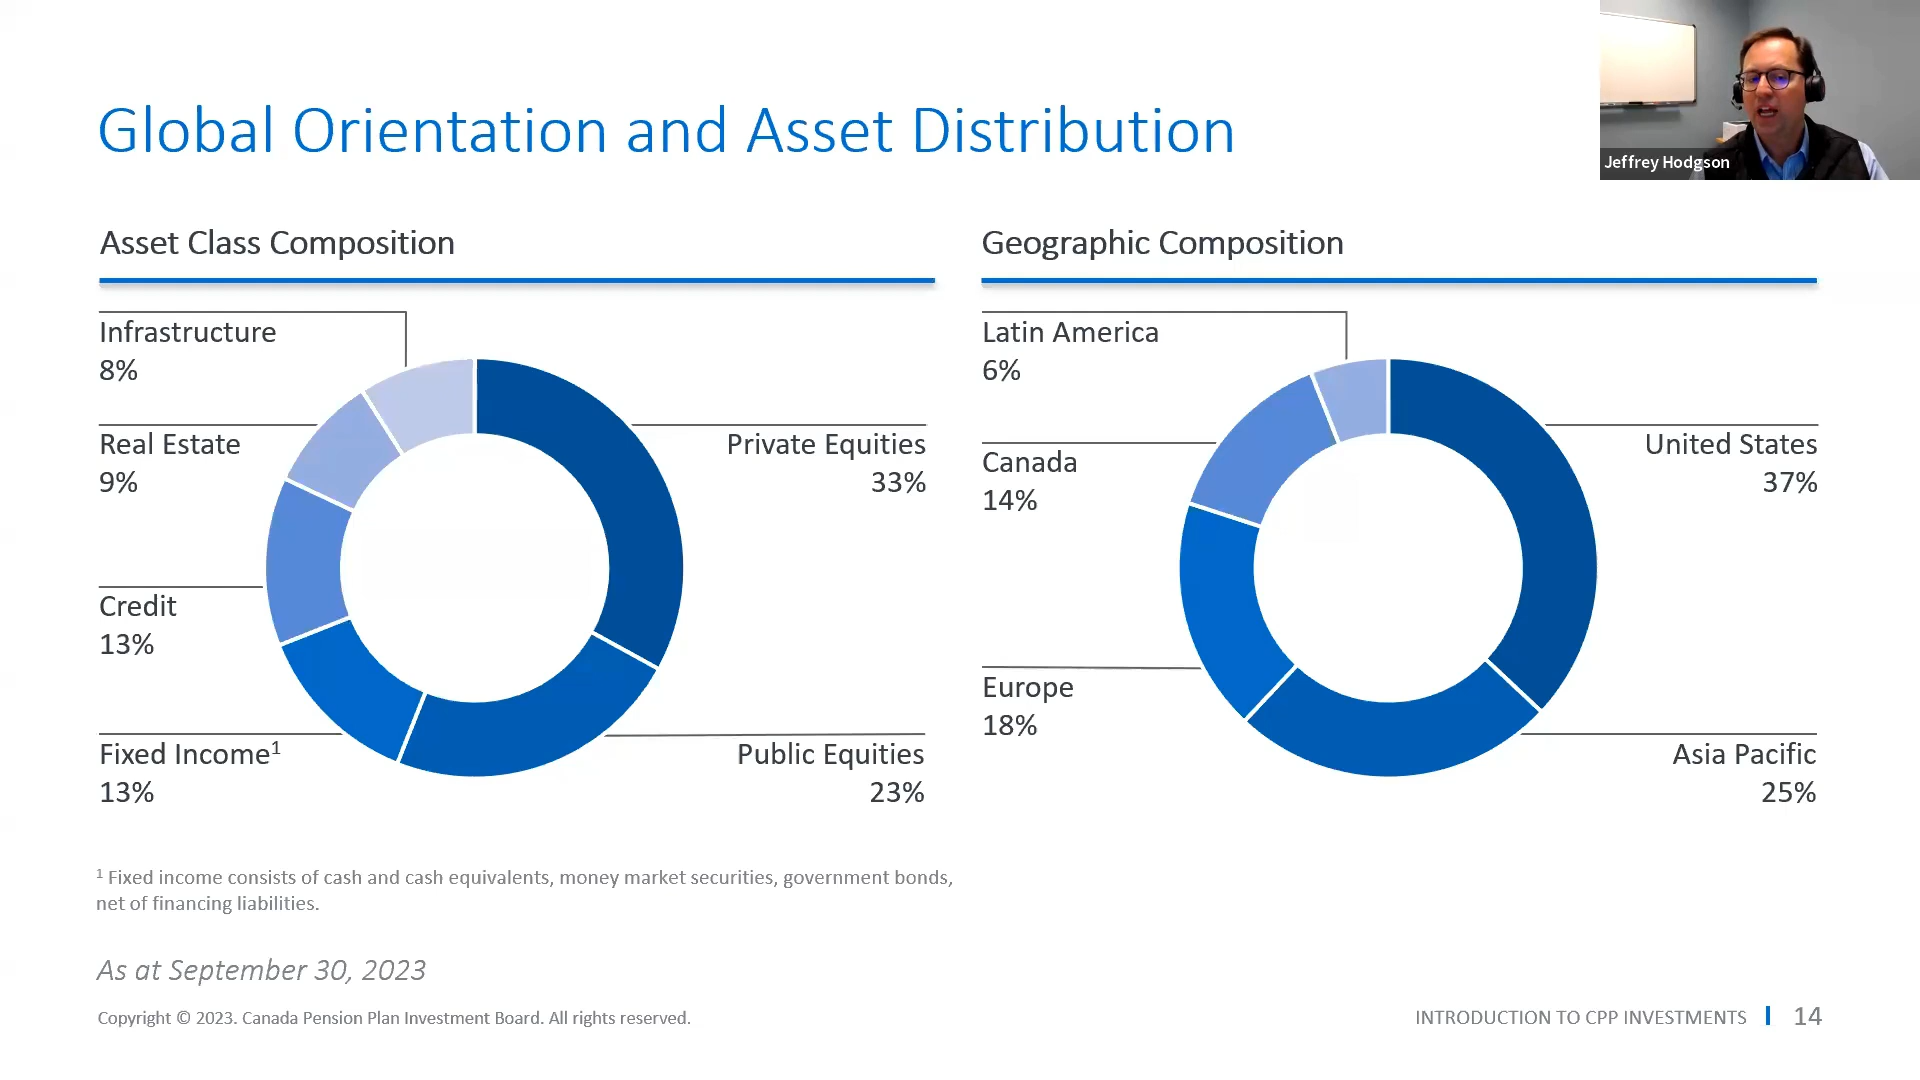 Jeffrey Hodgson
Global Orientation and Asset Distribution
Asset Class Composition
Infrastructure
8%
Real Estate
9%
Credit
13%
Fixed Income¹
13%
Private Equities
33%
Public Equities
23%
¹ Fixed income consists of cash and cash equivalents, money market securities, government bonds,
net of financing liabilities.
Geographic Composition
Latin America
6%
Canada
14%
Europe
18%
United States
37%
Asia Pacific
25%
As at September 30, 2023
Copyright © 2023. Canada Pension Plan Investment Board. All rights reserved.
INTRODUCTION TO CPP INVESTMENTS
14